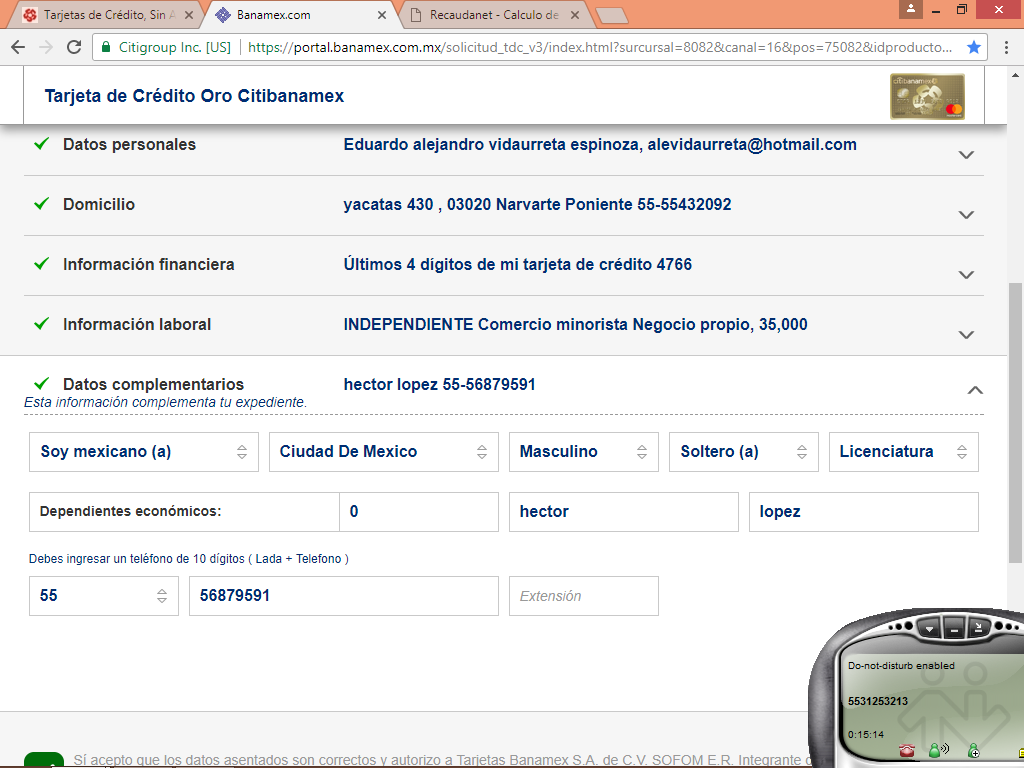 Tarjetas de Crédito, Sin A
Banamex.com
Recaudanet - Calculo de
Citigroup Inc. [US]
https://portal.banamex.com.mx/solicitud_tdc_v3/index.html?surcursal=8082&canal=16&pos=75082&idproducto...
Tarjeta de Crédito Oro Citibanamex
citibanamex
Datos personales
Eduardo alejandro vidaurreta espinoza, alevidaurreta@hotmail.com
Domicilio
yacatas 430 , 03020 Narvarte Poniente 55-55432092
Información financiera
Últimos 4 dígitos de mi tarjeta de crédito 4766
Información laboral
INDEPENDIENTE Comercio minorista Negocio propio, 35,000
Datos complementarios
hector lopez 55-56879591
Esta información complementa tu expediente.
Soy mexicano (a)
Ciudad De Mexico
Masculino
Soltero (a)
Licenciatura
Dependientes económicos:
0
hector
lopez
Debes ingresar un teléfono de 10 dígitos ( Lada + Telefono )
55
56879591
Extensión
Do-not-disturb enabled
5531253213
0:15:14
Sí acepto que los datos asentados son correctos y autorizo a Tarjetas Banamex S.A. de C.V. SOFOM E.R. Integrante